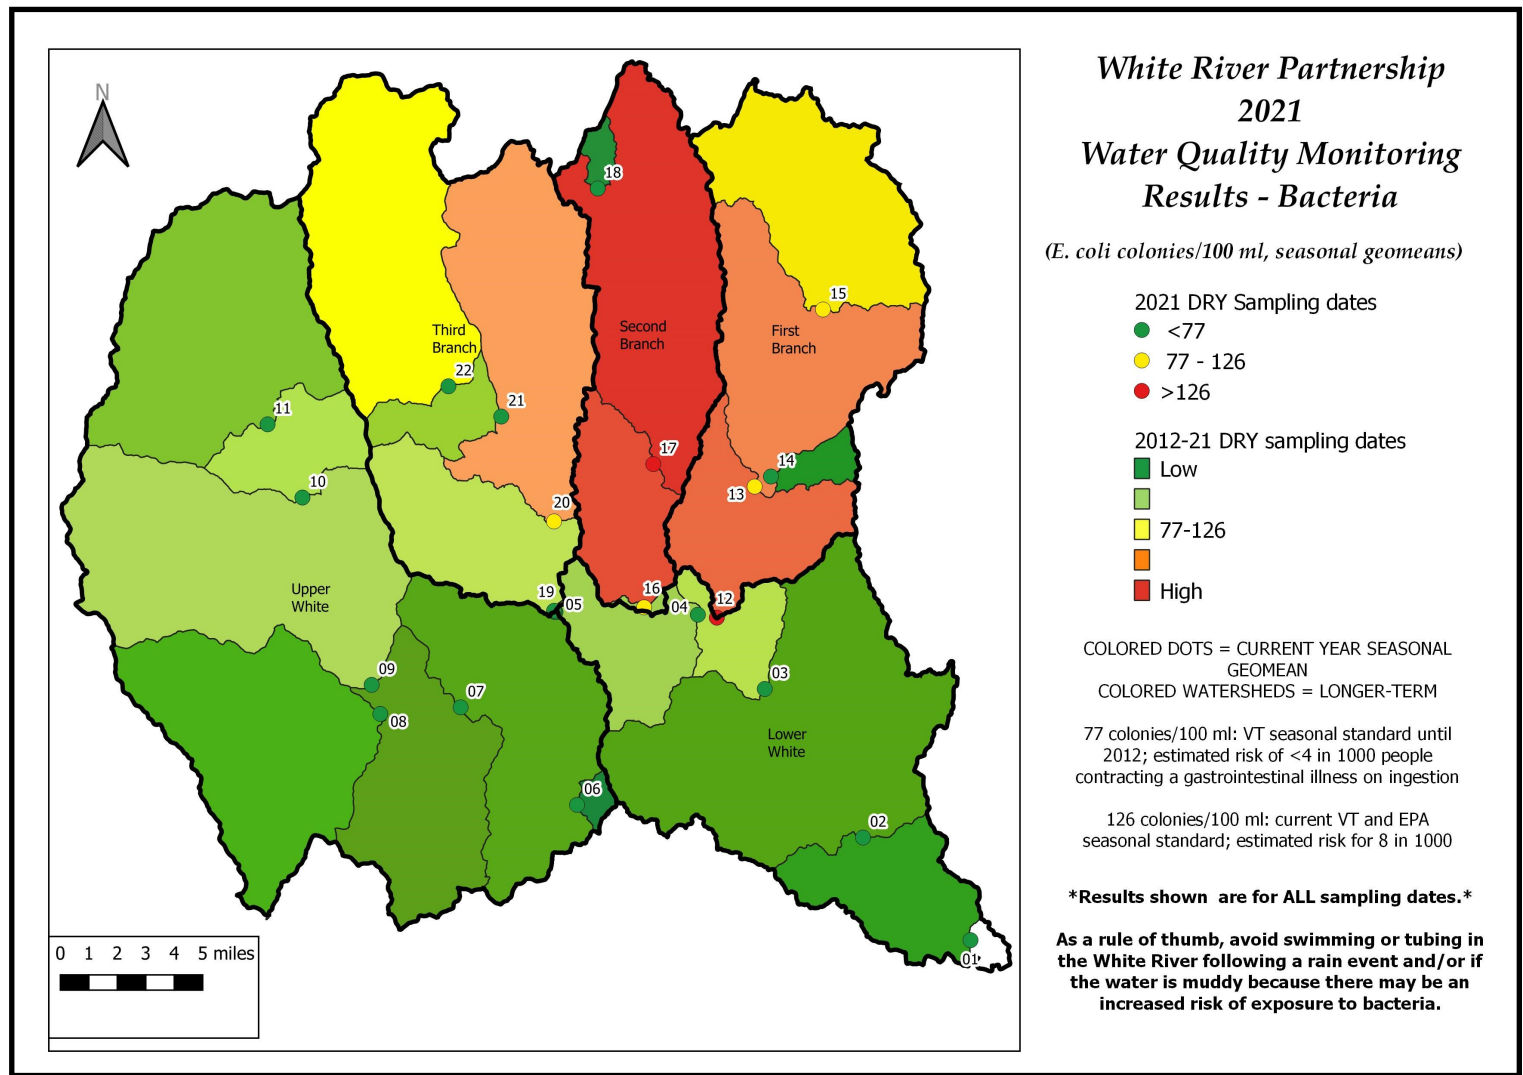 White River Partnership
2021
Water Quality Monitoring
Results - Bacteria
(E. coli colonies/100 ml, seasonal geomeans)
2021 DRY Sampling dates
<77
77 - 126
>126
2012-21 DRY sampling dates
Low
77-126
High
COLORED DOTS = CURRENT YEAR SEASONAL
GEOMEAN
COLORED WATERSHEDS = LONGER-TERM
77 colonies/100 ml: VT seasonal standard until
2012; estimated risk of <4 in 1000 people
contracting a gastrointestinal illness on ingestion
126 colonies/100 ml: current VT and EPA
seasonal standard; estimated risk for 8 in 1000
*Results shown are for ALL sampling dates.*
As a rule of thumb, avoid swimming or tubing in
the White River following a rain event and/or if
the water is muddy because there may be an
increased risk of exposure to bacteria.
N
18
15
Third
Branch
Second
Branch
First
Branch
22
21
11
17
14
13
10
20
Upper
White
19
05
16
04
12
09
08
07
03
Lower
White
06
02
01
0 1 2 3 4 5 miles